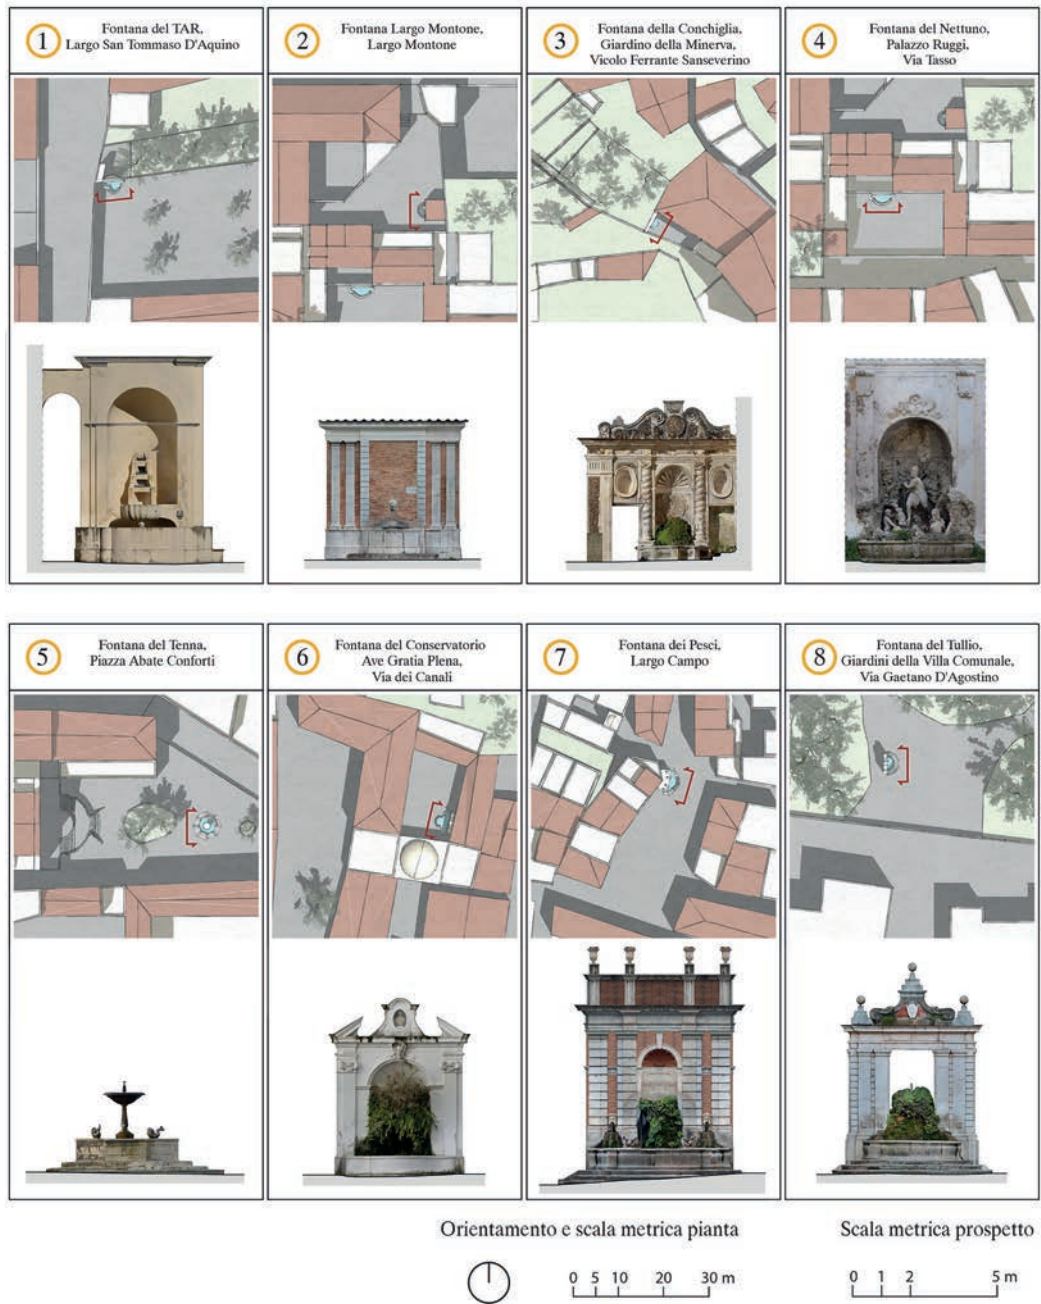 1
Fontana del TAR,
Largo San Tommaso D'Aquino
2
Fontana Largo Montone,
Largo Montone
3
Fontana della Conchiglia,
Giardino della Minerva,
Vicolo Ferrante Sanseverino
4
Fontana del Nettuno,
Palazzo Ruggi,
Via Tasso
5
Fontana del Tenna,
Piazza Abate Conforti
6
Fontana del Conservatorio
Ave Gratia Plena,
Via dei Canali
7
Fontana dei Pesci,
Largo Campo
8
Fontana del Tullio,
Giardini della Villa Comunale,
Via Gaetano D'Agostino
Orientamento e scala metrica pianta
0 5 10 20 30 m
Scala metrica prospetto
0 1 2 5 m